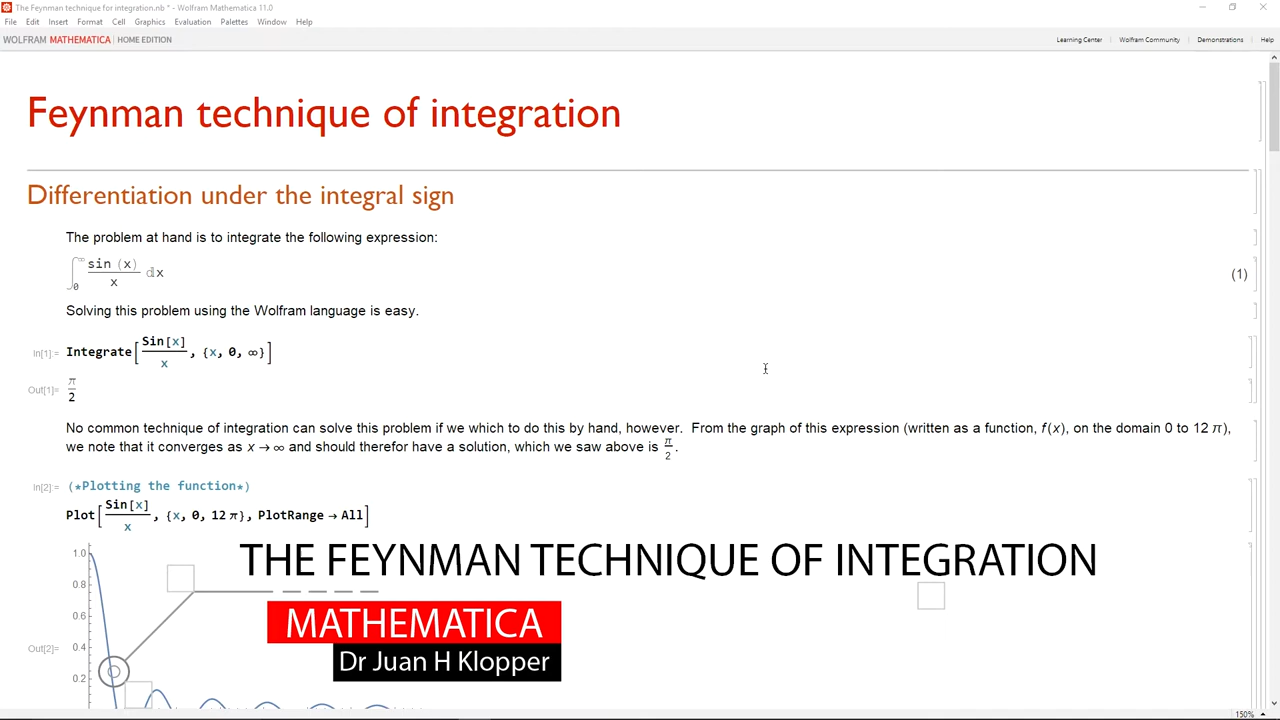 The Feynman technique for integration.nb * - Wolfram Mathematica 11.0
File Edit Insert Format Cell Graphics Evaluation Palettes Window Help
WOLFRAM MATHEMATICA | HOME EDITION Learning Center | Wolfram Community | Demonstrations | Help
Feynman technique of integration
Differentiation under the integral sign
The problem at hand is to integrate the following expression:
∫₀^∞ sin (x)/x ⅆx (1)
Solving this problem using the Wolfram language is easy.
In[1]:= Integrate[Sin[x]/x, {x, 0, ∞}]
Out[1]= π/2
No common technique of integration can solve this problem if we which to do this by hand, however. From the graph of this expression (written as a function, f(x), on the domain 0 to 12 π),
we note that it converges as x → ∞ and should therefor have a solution, which we saw above is π/2.
In[2]:= (*Plotting the function*)
Plot[Sin[x]/x, {x, 0, 12 π}, PlotRange → All]
1.0
THE FEYNMAN TECHNIQUE OF INTEGRATION
0.8
0.6
MATHEMATICA
Out[2]= 0.4
Dr Juan H Klopper
0.2
150%